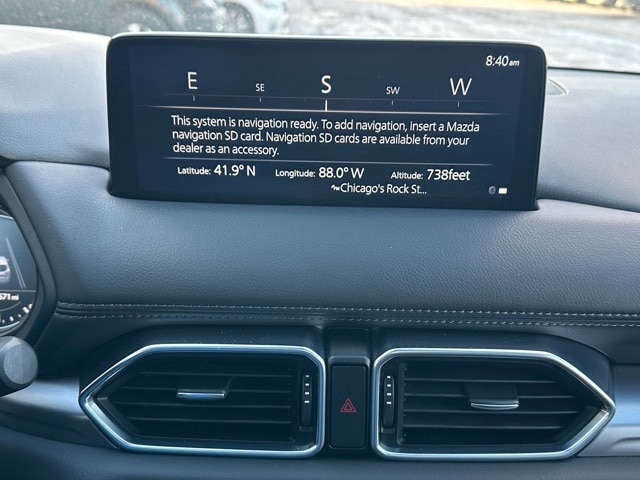 8:40am
E SE S SW W
This system is navigation ready. To add navigation, insert a Mazda
navigation SD card. Navigation SD cards are available from your
dealer as an accessory.
Latitude: 41.9° N Longitude: 88.0° W Altitude: 738feet
Chicago's Rock St...
671 mi